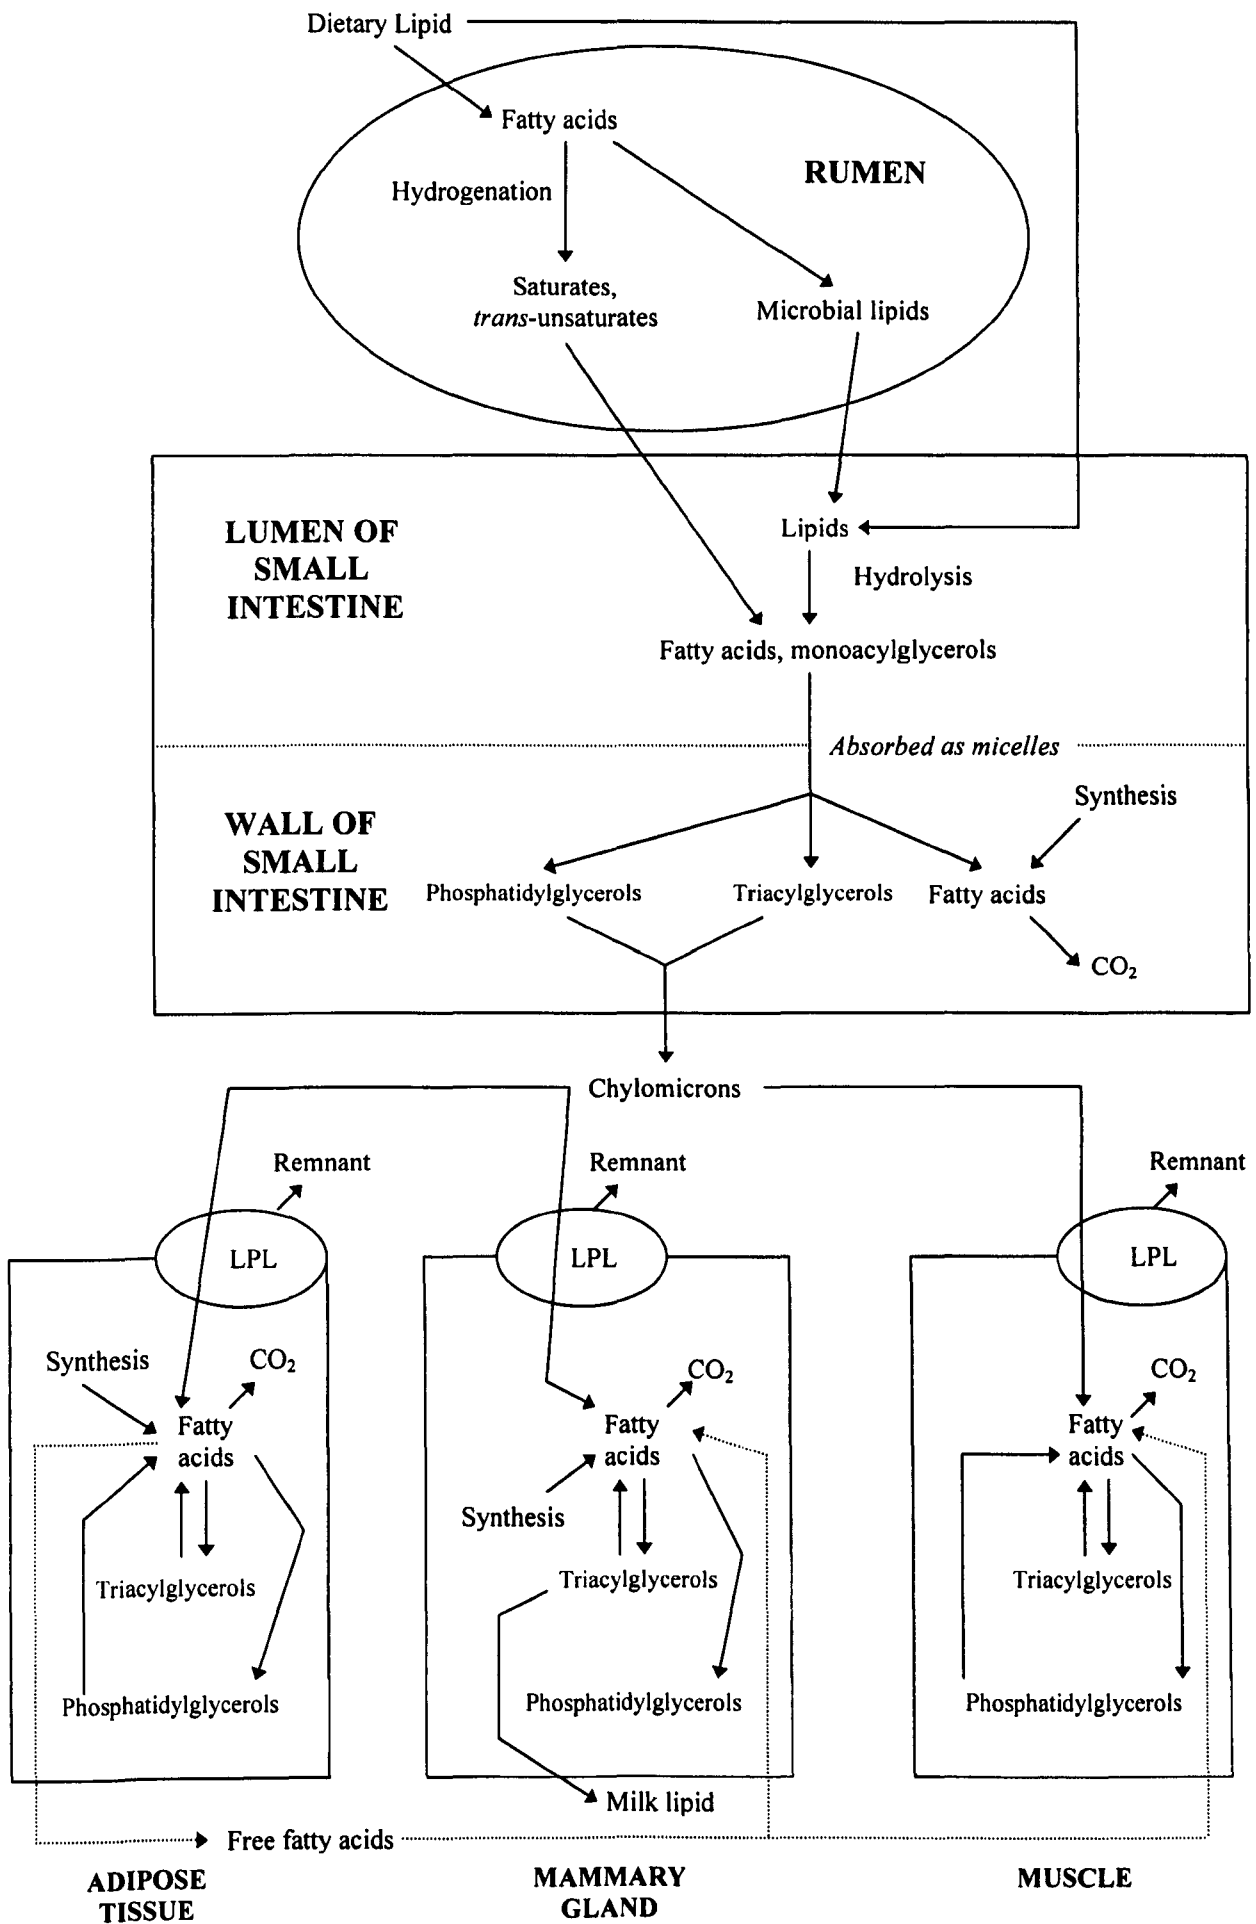 Dietary Lipid
Fatty acids
RUMEN
Hydrogenation
Saturates,
trans-unsaturates
Microbial lipids
LUMEN OF
SMALL
INTESTINE
Lipids
Hydrolysis
Fatty acids, monoacylglycerols
Absorbed as micelles
Synthesis
WALL OF
SMALL
INTESTINE
Phosphatidylglycerols
Triacylglycerols
Fatty acids
CO₂
Chylomicrons
Remnant
LPL
Synthesis
CO₂
Fatty
acids
Triacylglycerols
Phosphatidylglycerols
Free fatty acids
ADIPOSE
TISSUE
Remnant
LPL
CO₂
Fatty
acids
Synthesis
Triacylglycerols
Phosphatidylglycerols
Milk lipid
MAMMARY
GLAND
Remnant
LPL
CO₂
Fatty
acids
Triacylglycerols
Phosphatidylglycerols
MUSCLE